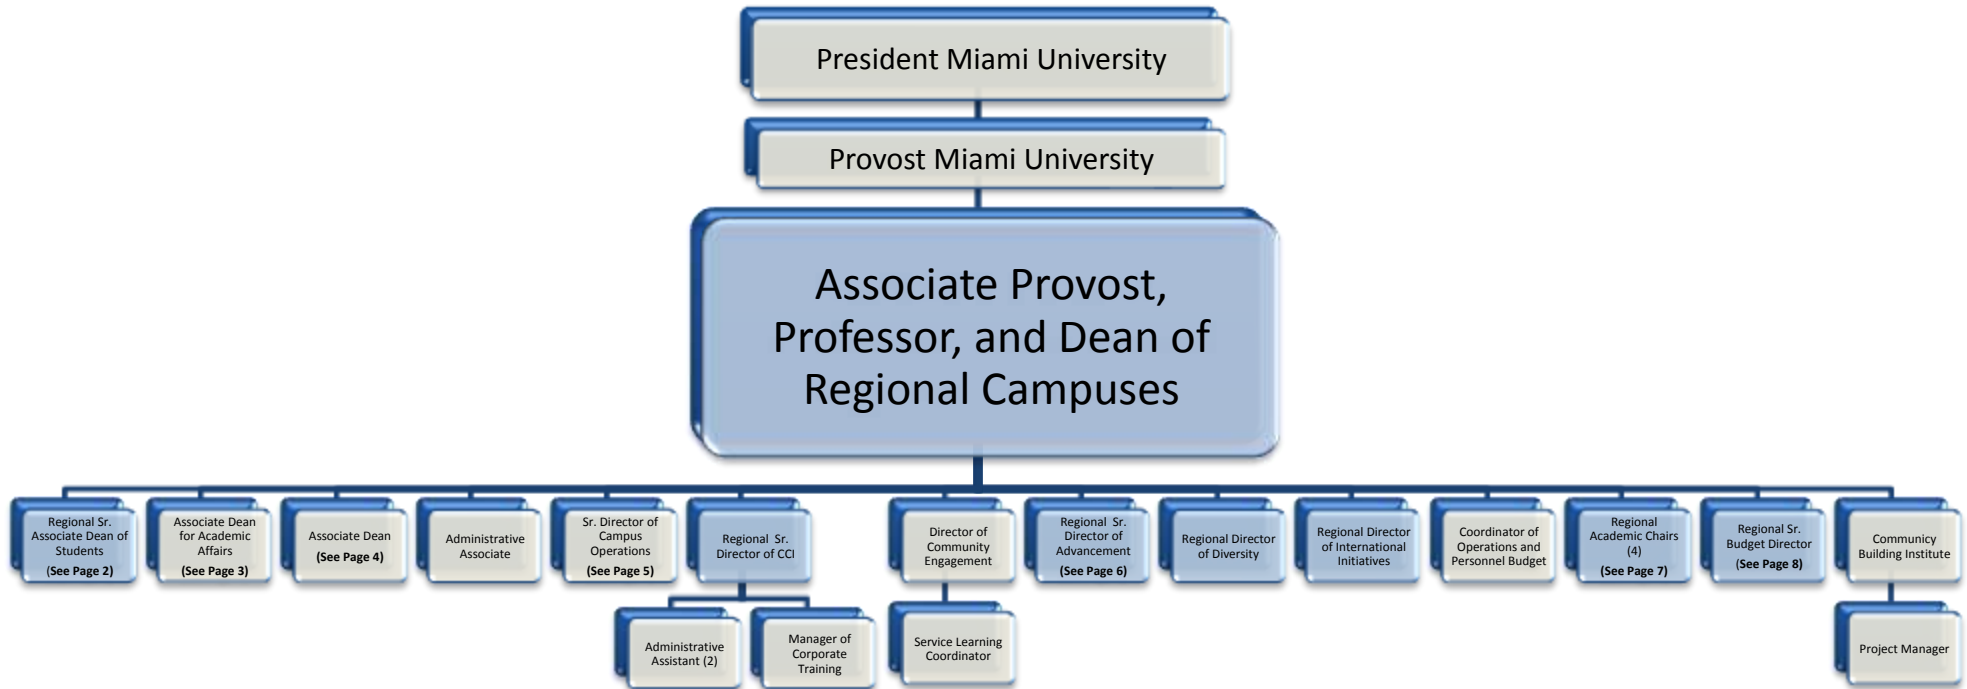 President Miami University
Provost Miami University
Associate Provost,
Professor, and Dean of
Regional Campuses
Regional Sr.
Associate Dean of
Students
(See Page 2)
Associate Dean
for Academic
Affairs
(See Page 3)
Associate Dean
(See Page 4)
Administrative
Associate
Sr. Director of
Campus
Operations
(See Page 5)
Regional Sr.
Director of CCI
Director of
Community
Engagement
Regional Sr.
Director of
Advancement
(See Page 6)
Regional Director
of Diversity
Regional Director
of International
Initiatives
Coordinator of
Operations and
Personnel Budget
Regional
Academic Chairs
(4)
(See Page 7)
Regional Sr.
Budget Director
(See Page 8)
Communicy
Building Institute
Administrative
Assistant (2)
Manager of
Corporate
Training
Service Learning
Coordinator
Project Manager